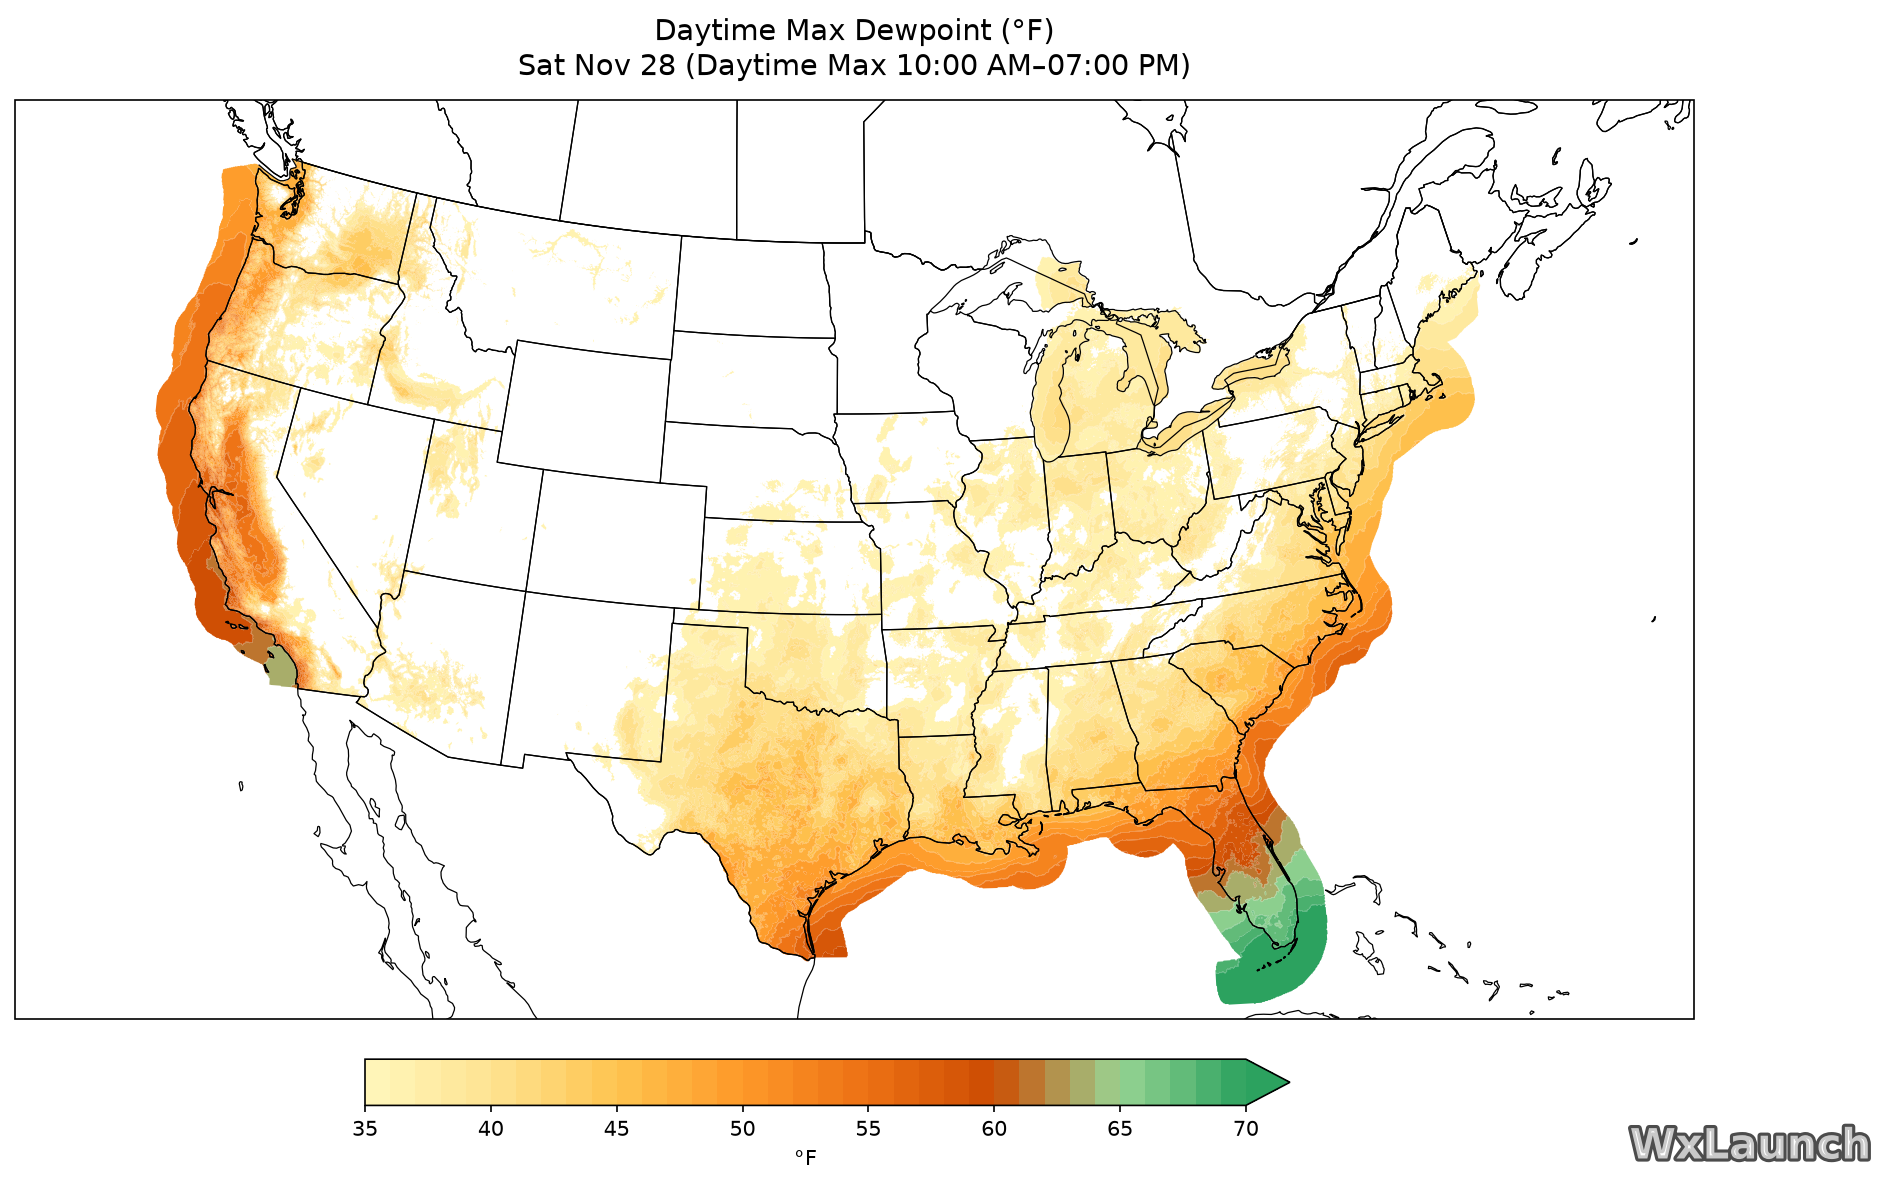 Daytime Max Dewpoint (°F)
Sat Nov 28 (Daytime Max 10:00 AM–07:00 PM)
35 40 45 50 55 60 65 70
°F
WxLaunch